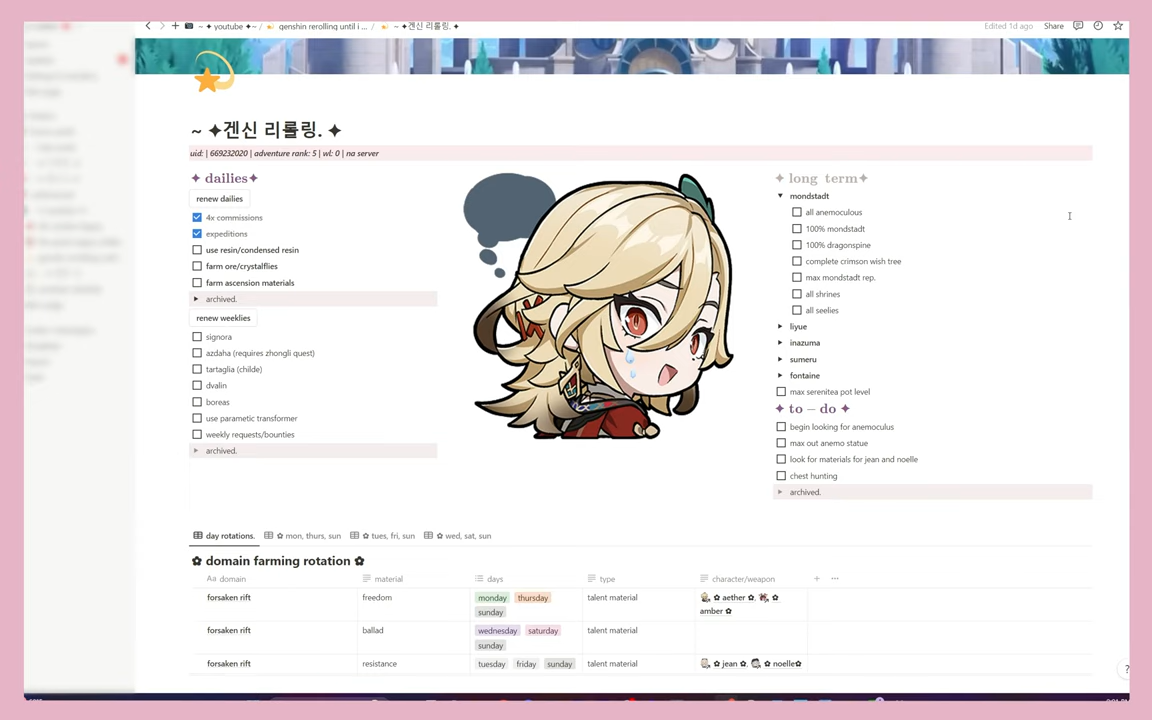 ~ ✦ youtube ✦~ / genshin rerolling until i ... / ~ ✦겐신 리롤링. ✦
Edited 1d ago Share
~ ✦겐신 리롤링. ✦
uid: | 669232020 | adventure rank: 5 | wl: 0 | na server
✦ dailies✦
renew dailies
4x commissions
expeditions
use resin/condensed resin
farm ore/crystalflies
farm ascension materials
archived.
renew weeklies
signora
azdaha (requires zhongli quest)
tartaglia (childe)
dvalin
boreas
use parametic transformer
weekly requests/bounties
archived.
✦ long term✦
mondstadt
all anemoculous
100% mondstadt
100% dragonspine
complete crimson wish tree
max mondstadt rep.
all shrines
all seelies
liyue
inazuma
sumeru
fontaine
max serenitea pot level
✦ to – do ✦
begin looking for anemoculus
max out anemo statue
look for materials for jean and noelle
chest hunting
archived.
day rotations. ✿ mon, thurs, sun ✿ tues, fri, sun ✿ wed, sat, sun
✿ domain farming rotation ✿
Aa domain material days type character/weapon + ...
forsaken rift freedom monday thursday talent material ✿ aether ✿, ✿
sunday amber ✿
forsaken rift ballad wednesday saturday talent material
sunday
forsaken rift resistance tuesday friday sunday talent material ✿ jean ✿, ✿ noelle✿
?